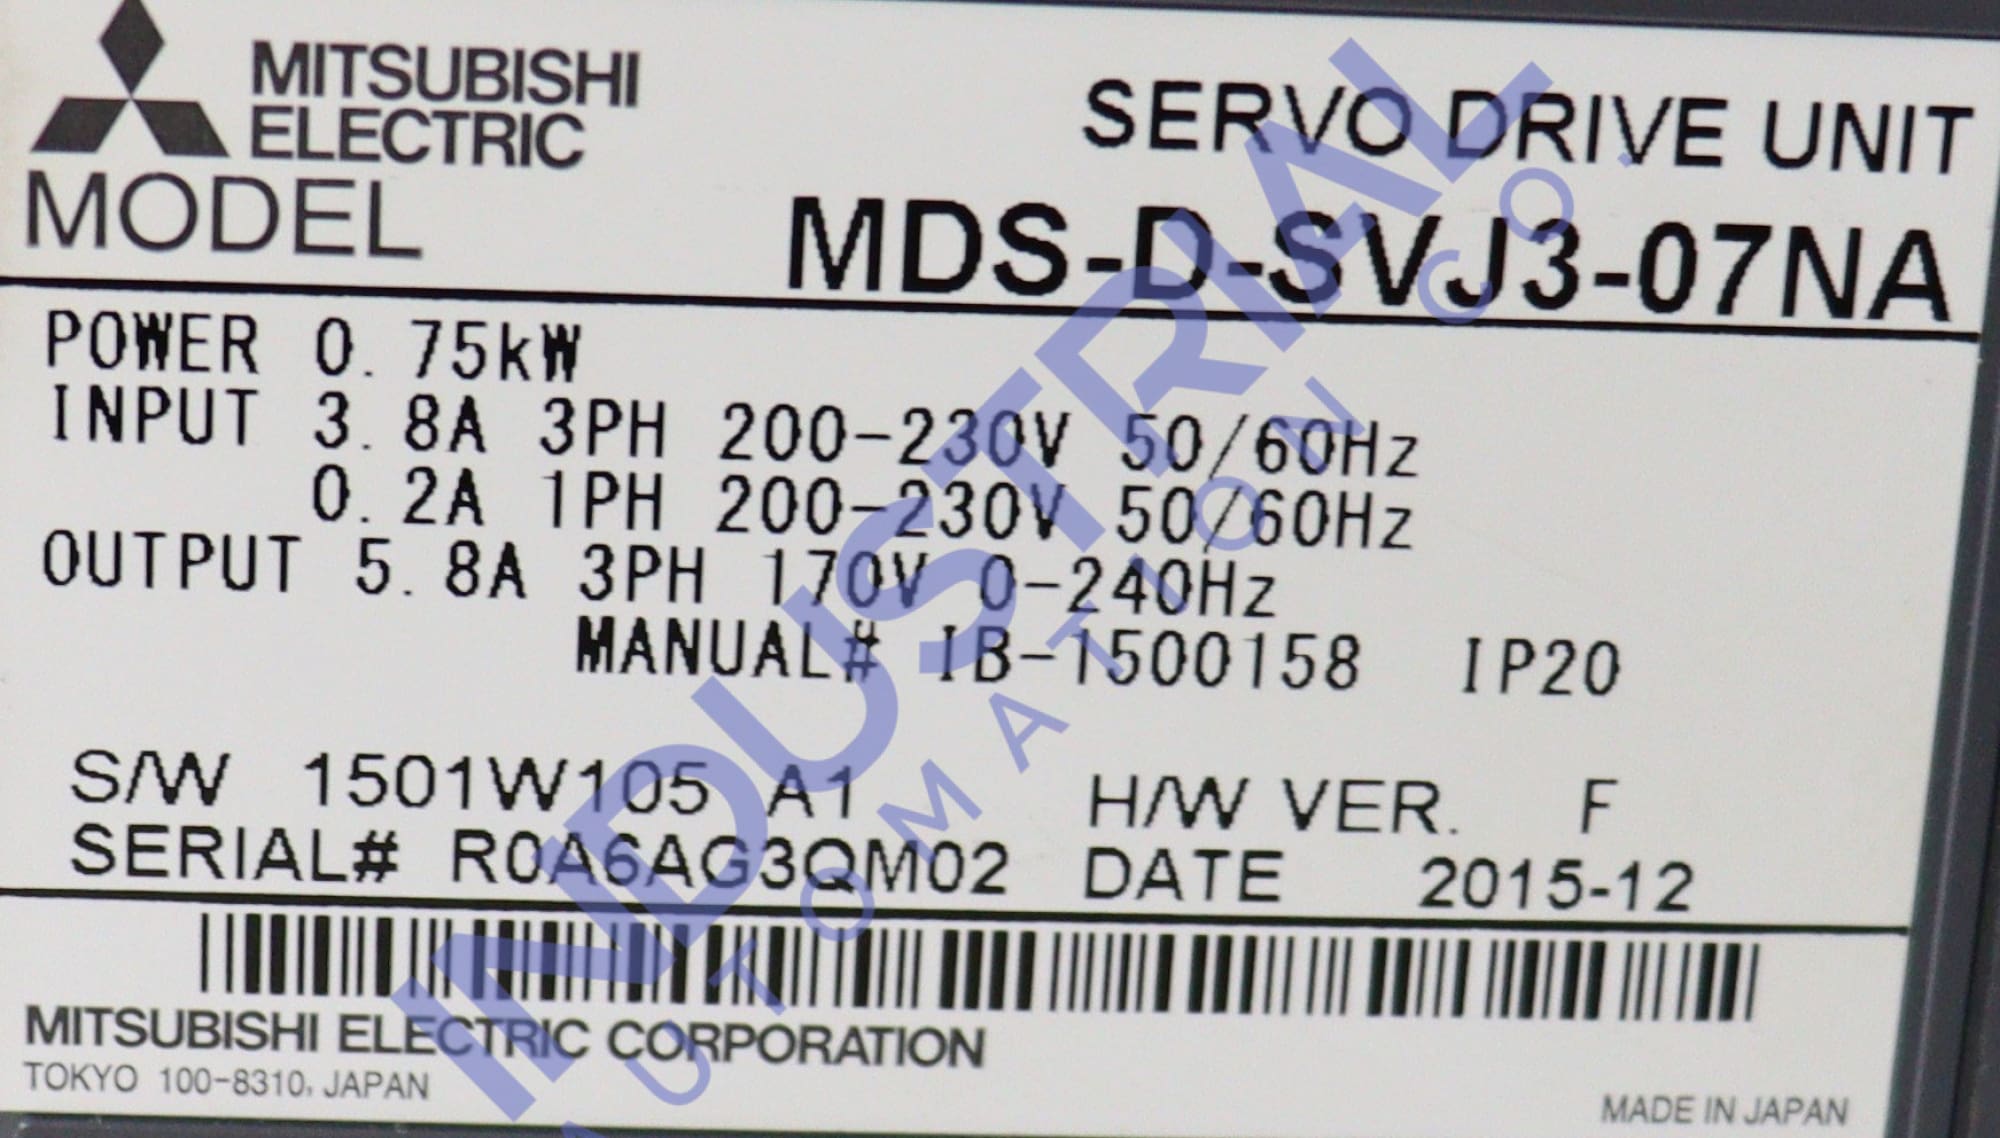 MITSUBISHI
ELECTRIC
SERVO DRIVE UNIT
MODEL
MDS-D-SVJ3-07NA
POWER 0.75kW
INPUT 3.8A 3PH 200-230V 50/60Hz
0.2A 1PH 200-230V 50/60Hz
OUTPUT 5.8A 3PH 170V 0-240Hz
MANUAL# IB-1500158 IP20
S/W 1501W105 A1 H/W VER. F
SERIAL# R0A6AG3QM02 DATE 2015-12
MITSUBISHI ELECTRIC CORPORATION
TOKYO 100-8310, JAPAN
MADE IN JAPAN
INDUSTRIAL
AUTOMATION CO.